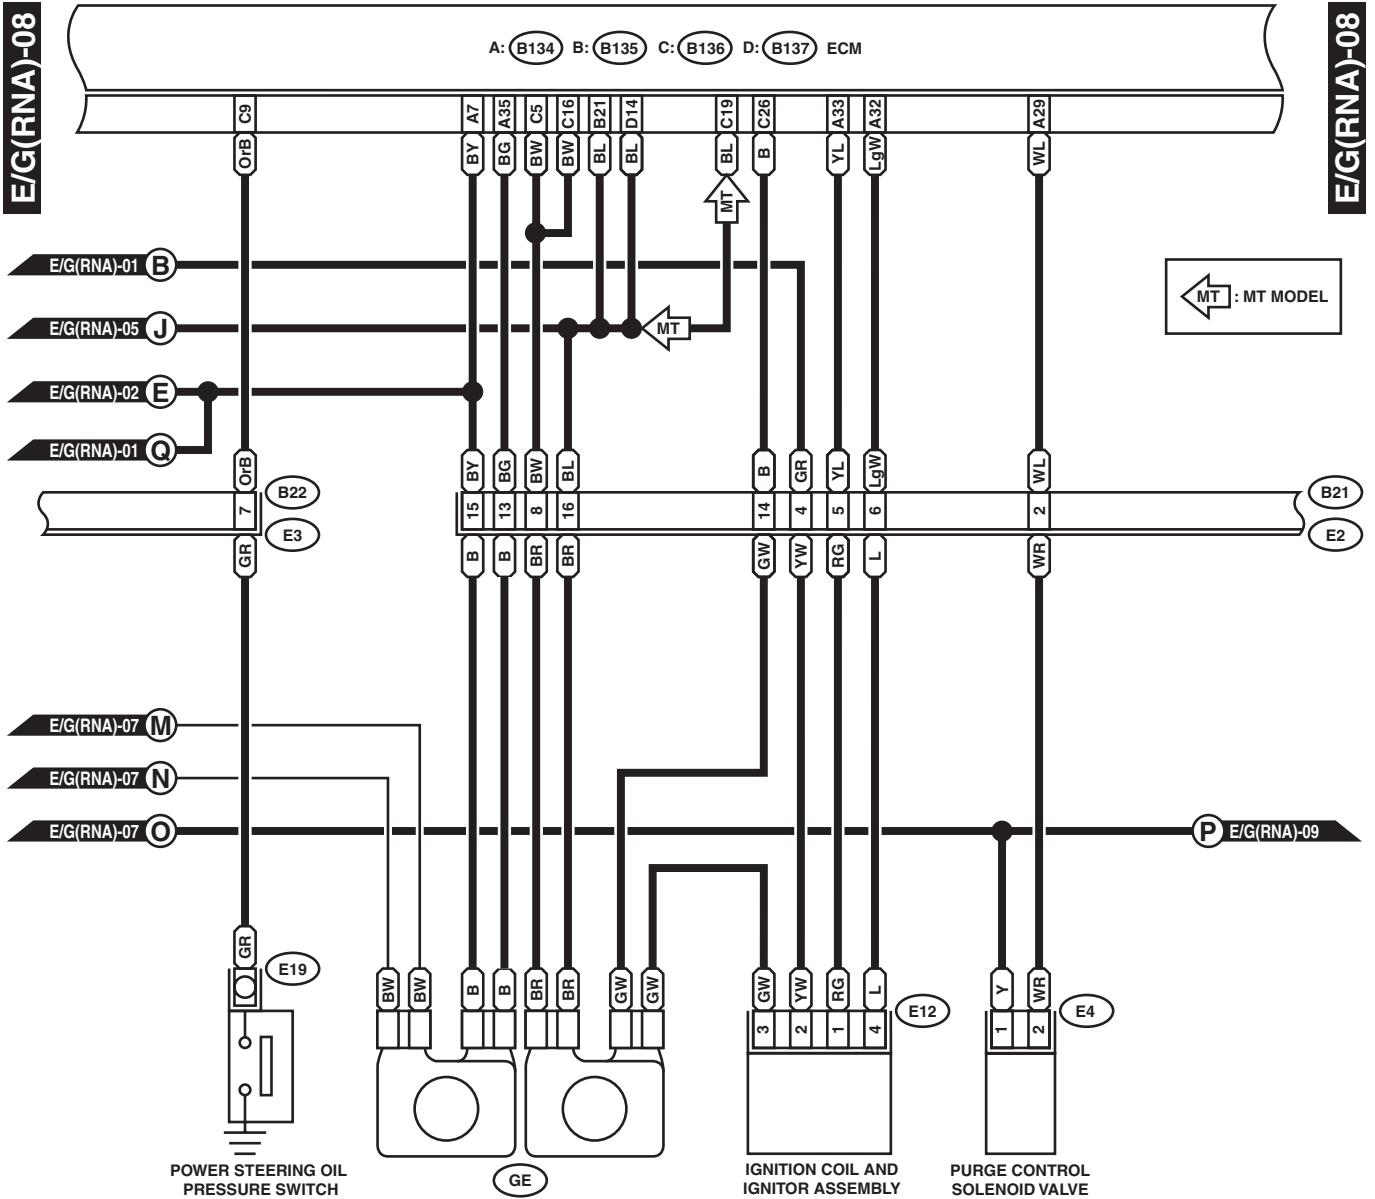 E/G(RNA)-08
E/G(RNA)-08
A: B134 B: B135 C: B136 D: B137 ECM
C9 A7 A35 C5 C16 B21 D14 C19 C26 A33 A32 A29
OrB BY BG BW BW BL BL BL B YL LgW WL
MT
E/G(RNA)-01 B
MT : MT MODEL
E/G(RNA)-05 J
MT
E/G(RNA)-02 E
E/G(RNA)-01 Q
OrB BY BG BW BL B GR YL LgW WL
B22 B21
7 15 13 8 16 14 4 5 6 2
E3 E2
GR B B BR BR GW YW RG L WR
E/G(RNA)-07 M
E/G(RNA)-07 N
E/G(RNA)-07 O
P E/G(RNA)-09
GR
E19
BW BW B B BR BR GW GW GW YW RG L Y WR
E12 E4
3 2 1 4 1 2
POWER STEERING OIL
PRESSURE SWITCH
GE
IGNITION COIL AND
IGNITOR ASSEMBLY
PURGE CONTROL
SOLENOID VALVE